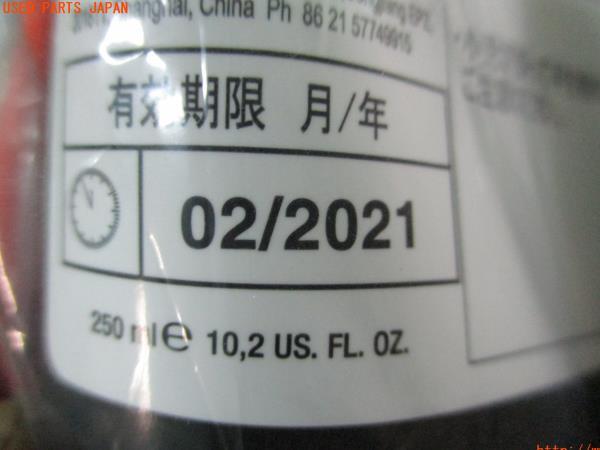 USED PARTS JAPAN
Shanghai, China Ph 86 21 57749915
有効期限 月/年
02/2021
250 ml e 10,2 US. FL. OZ.